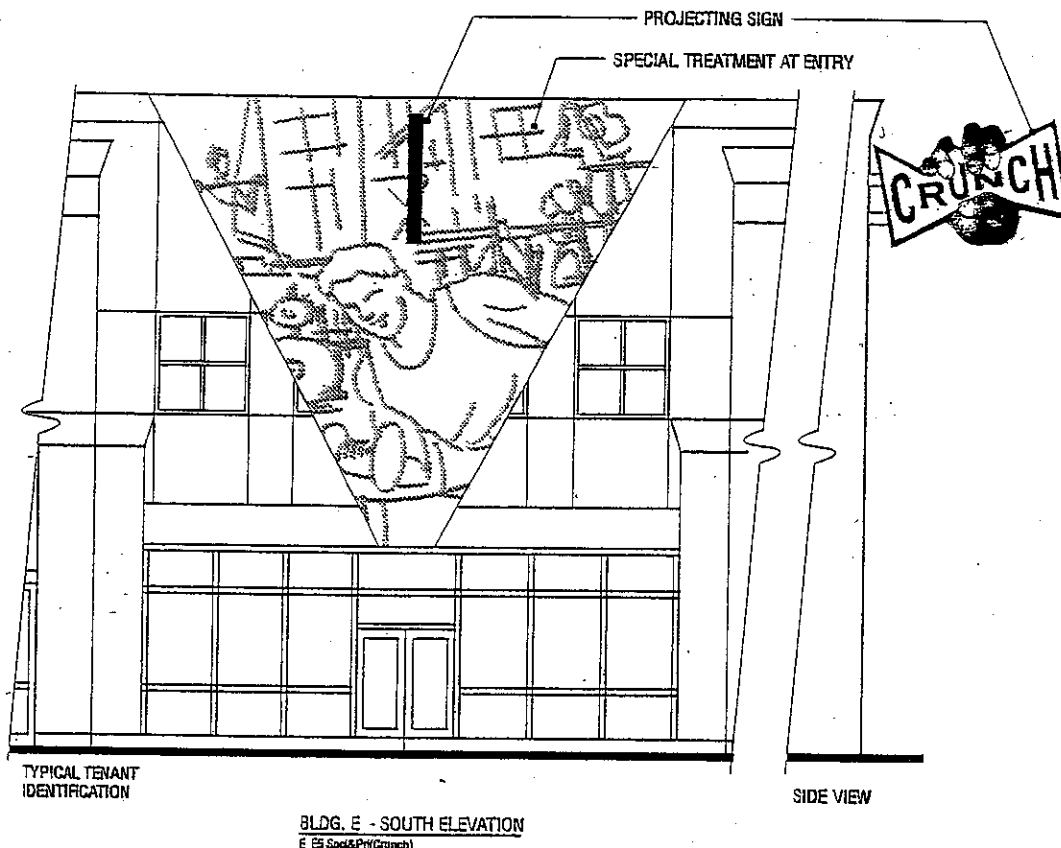 PROJECTING SIGN
SPECIAL TREATMENT AT ENTRY
CRUNCH
TYPICAL TENANT
IDENTIFICATION
SIDE VIEW
BLDG. E - SOUTH ELEVATION